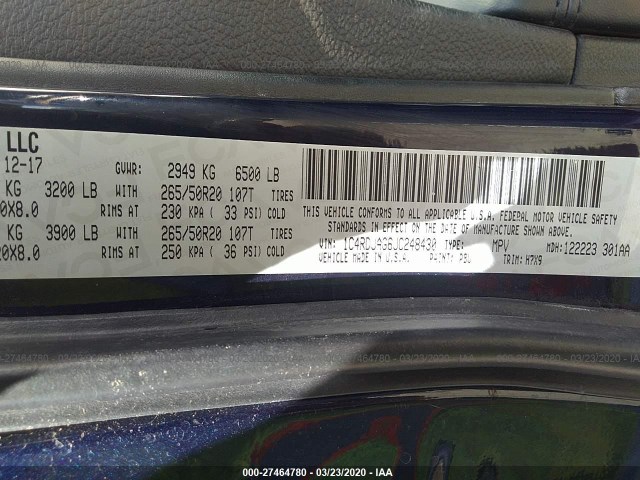 LLC
12-17 GVWR: 2949 KG 6500 LB
KG 3200 LB WITH 265/50R20 107T TIRES
0X8.0 RIMS AT 230 KPA ( 33 PSI) COLD
KG 3900 LB WITH 265/50R20 107T TIRES
20X8.0 RIMS AT 250 KPA ( 36 PSI) COLD
THIS VEHICLE CONFORMS TO ALL APPLICABLE U.S.A. FEDERAL MOTOR VEHICLE SAFETY
STANDARDS IN EFFECT ON THE DATE OF MANUFACTURE SHOWN ABOVE.
VIN: 1C4RDJAG6JC248430 TYPE: MPV MDH: 122223 301AA
VEHICLE MADE IN U.S.A. PAINT: PBU TRIM: H7X9
000-27464780 — 03/23/2020 — IAA